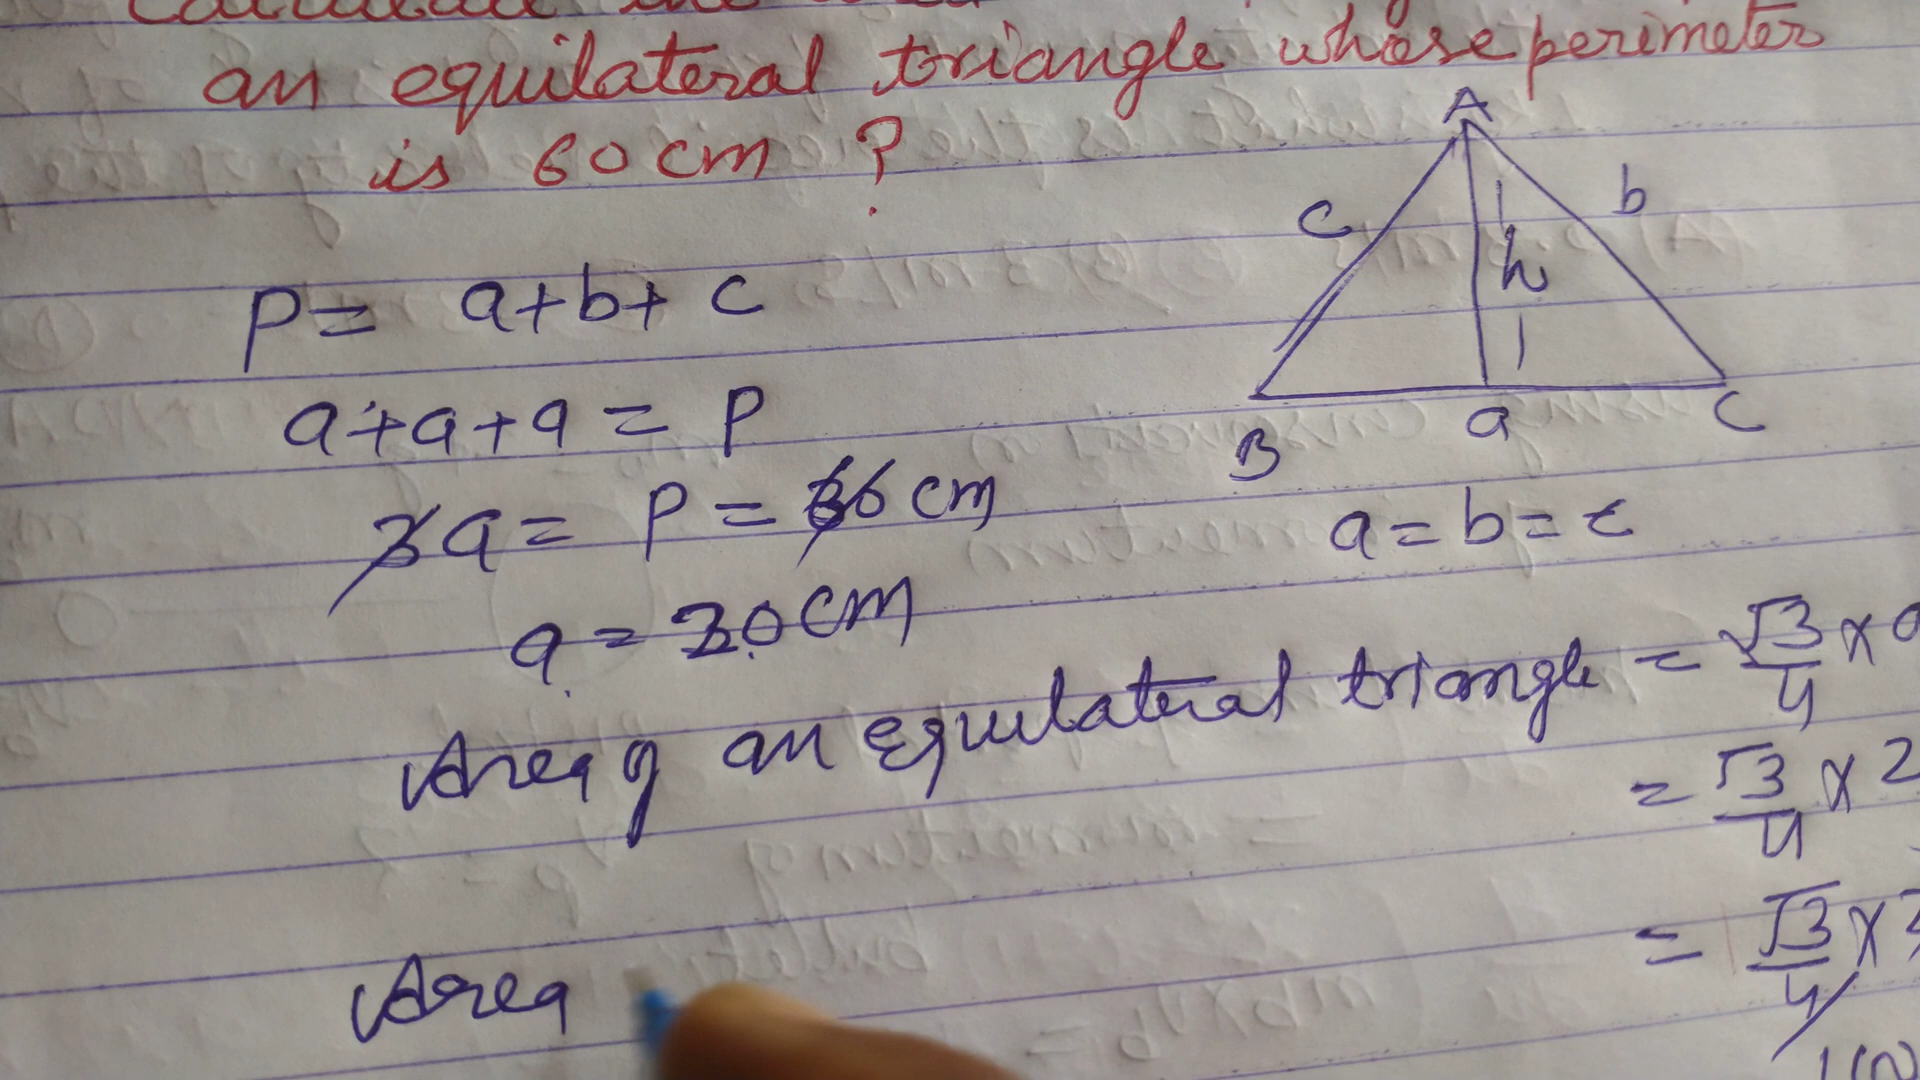 an equilateral triangle whose perimeter
is 60 cm ?
A
c
b
h
B
a
C
P = a+b+c
a+a+a = P
3a = P = 60 cm
a = b = c
a = 20 cm
Area of an equilateral triangle = √3/4 x a
= √3/4 x 2
= √3/4 x
Area